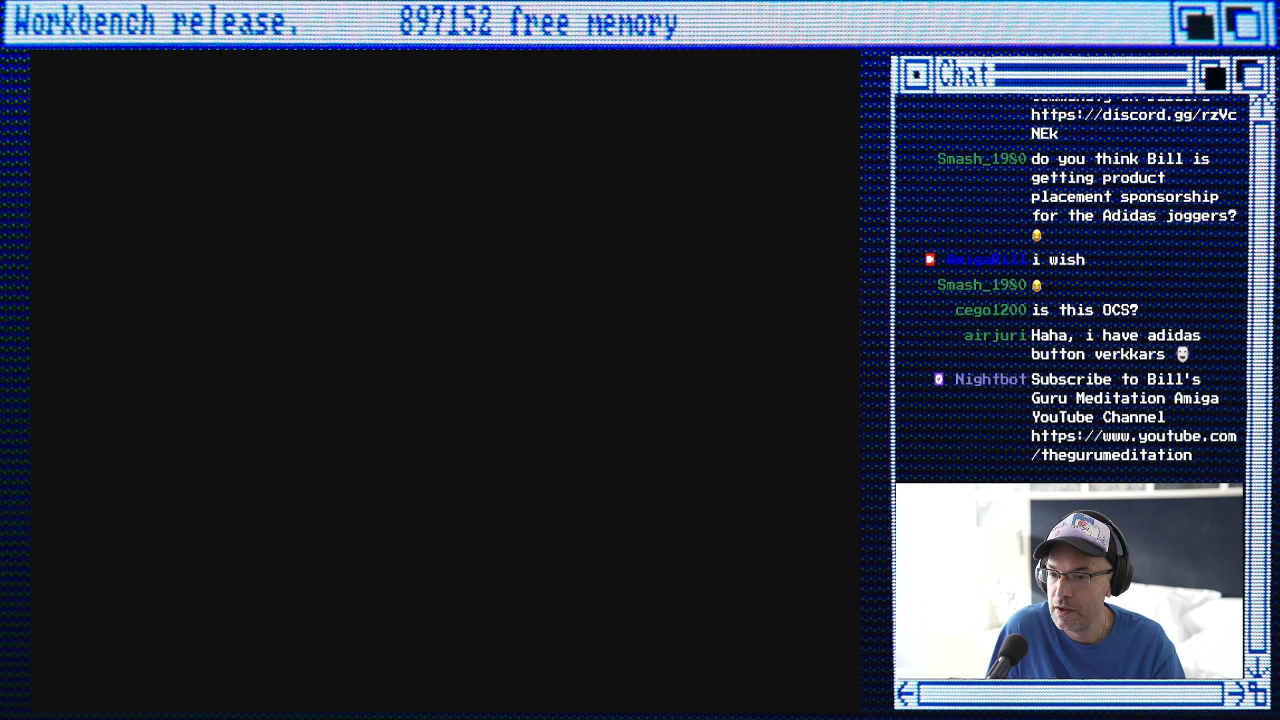 Workbench release. 897152 free memory
Chat
https://discord.gg/rzVc
NEk
Smash_1980 do you think Bill is
getting product
placement sponsorship
for the Adidas joggers?
AmigaBill i wish
Smash_1980
cego1200 is this OCS?
airjuri Haha, i have adidas
button verkkars
Nightbot Subscribe to Bill's
Guru Meditation Amiga
YouTube Channel
https://www.youtube.com
/thegurumeditation